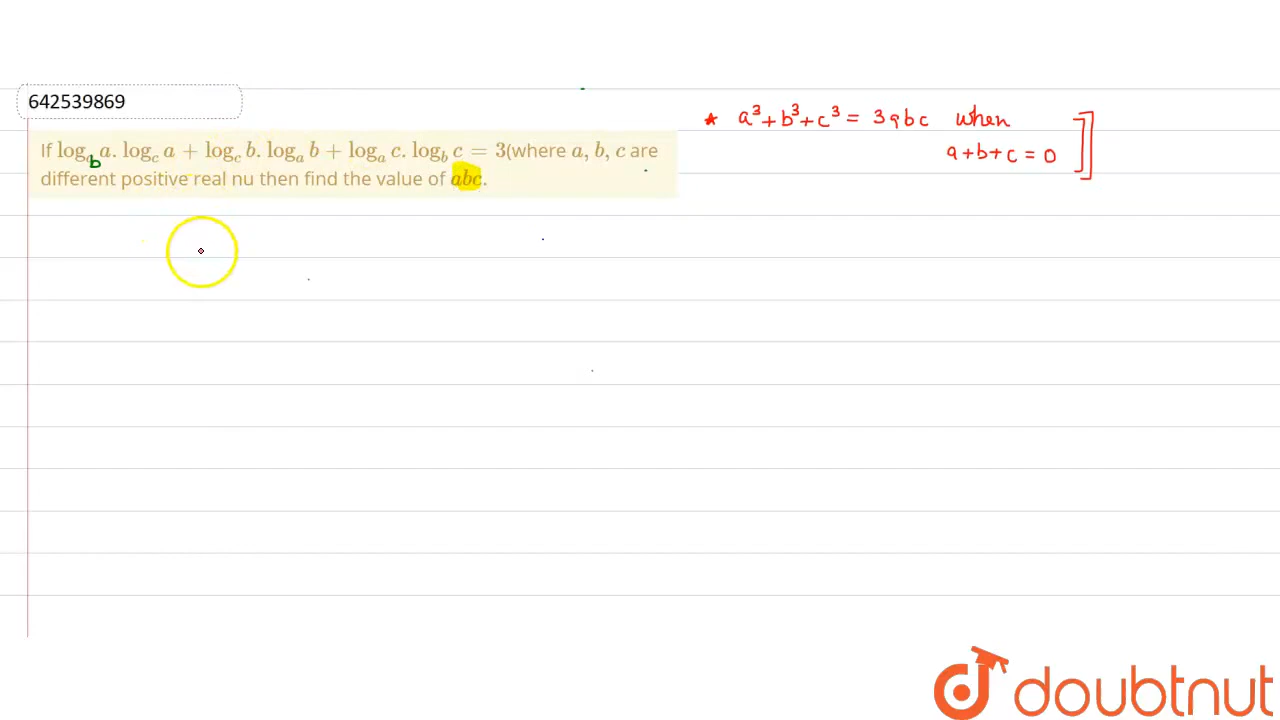 642539869
★ a³+b³+c³ = 3abc when
a+b+c = 0
If log_a a. log_c a + log_c b. log_a b + log_a c. log_b c = 3(where a, b, c are
b
different positive real nu then find the value of abc.
doubtnut